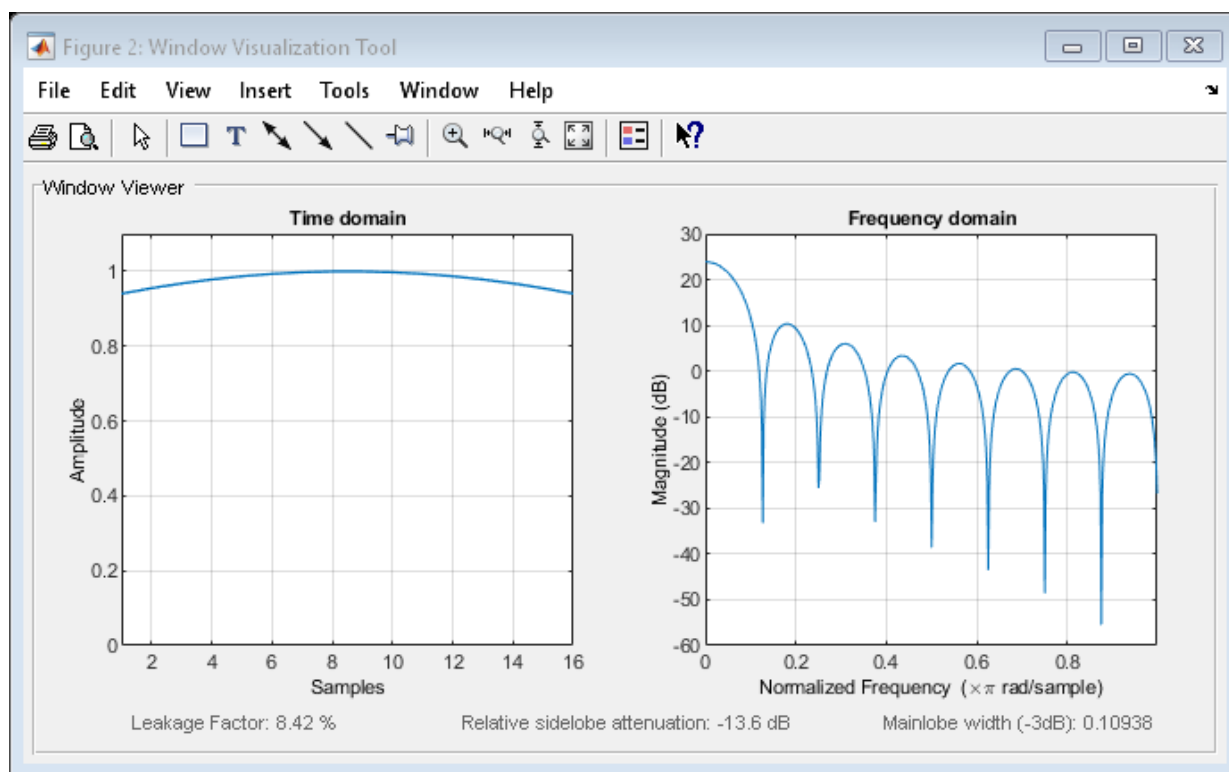 Figure 2: Window Visualization Tool
File Edit View Insert Tools Window Help
T
?
Window Viewer
Time domain
1
0.8
0.6
0.4
0.2
0
Amplitude
2 4 6 8 10 12 14 16
Samples
Frequency domain
30
20
10
0
-10
-20
-30
-40
-50
-60
Magnitude (dB)
0 0.2 0.4 0.6 0.8
Normalized Frequency (×π rad/sample)
Leakage Factor: 8.42 % Relative sidelobe attenuation: -13.6 dB Mainlobe width (-3dB): 0.10938